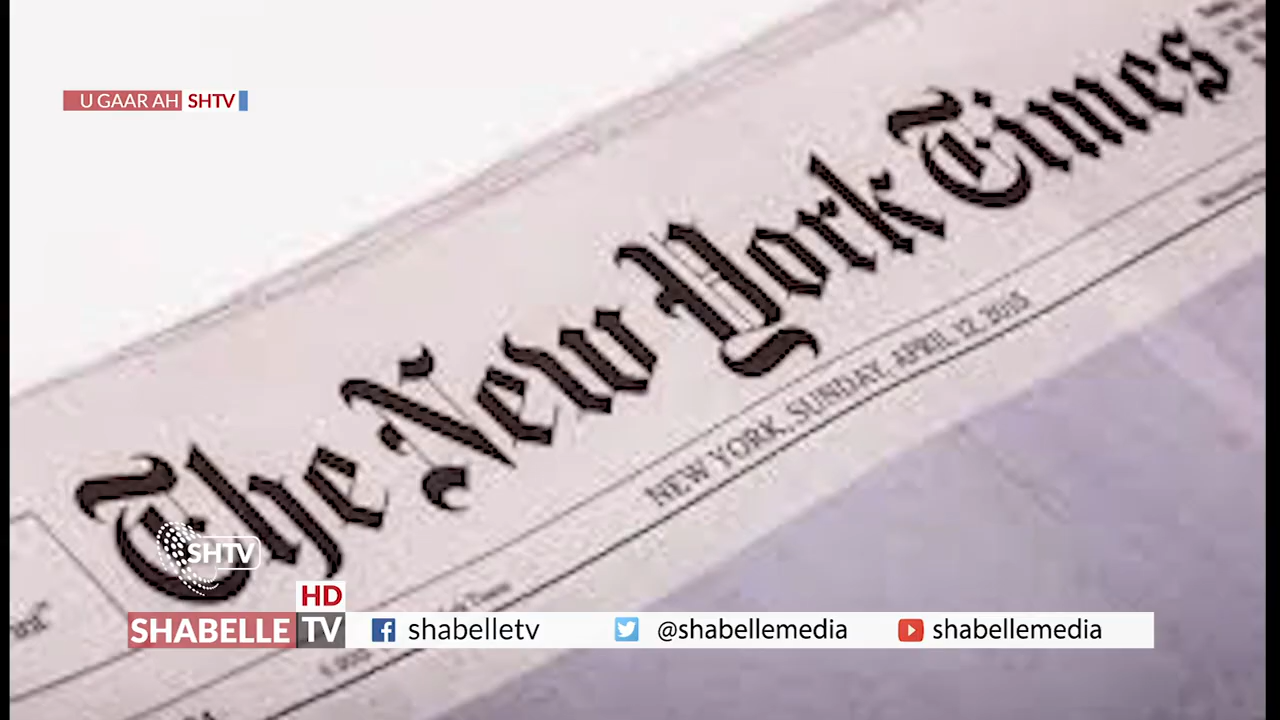 U GAAR AH SHTV
The New York Times
NEW YORK, SUNDAY, APRIL 12, 2015
SHTV
HD
SHABELLE TV shabelletv @shabellemedia shabellemedia